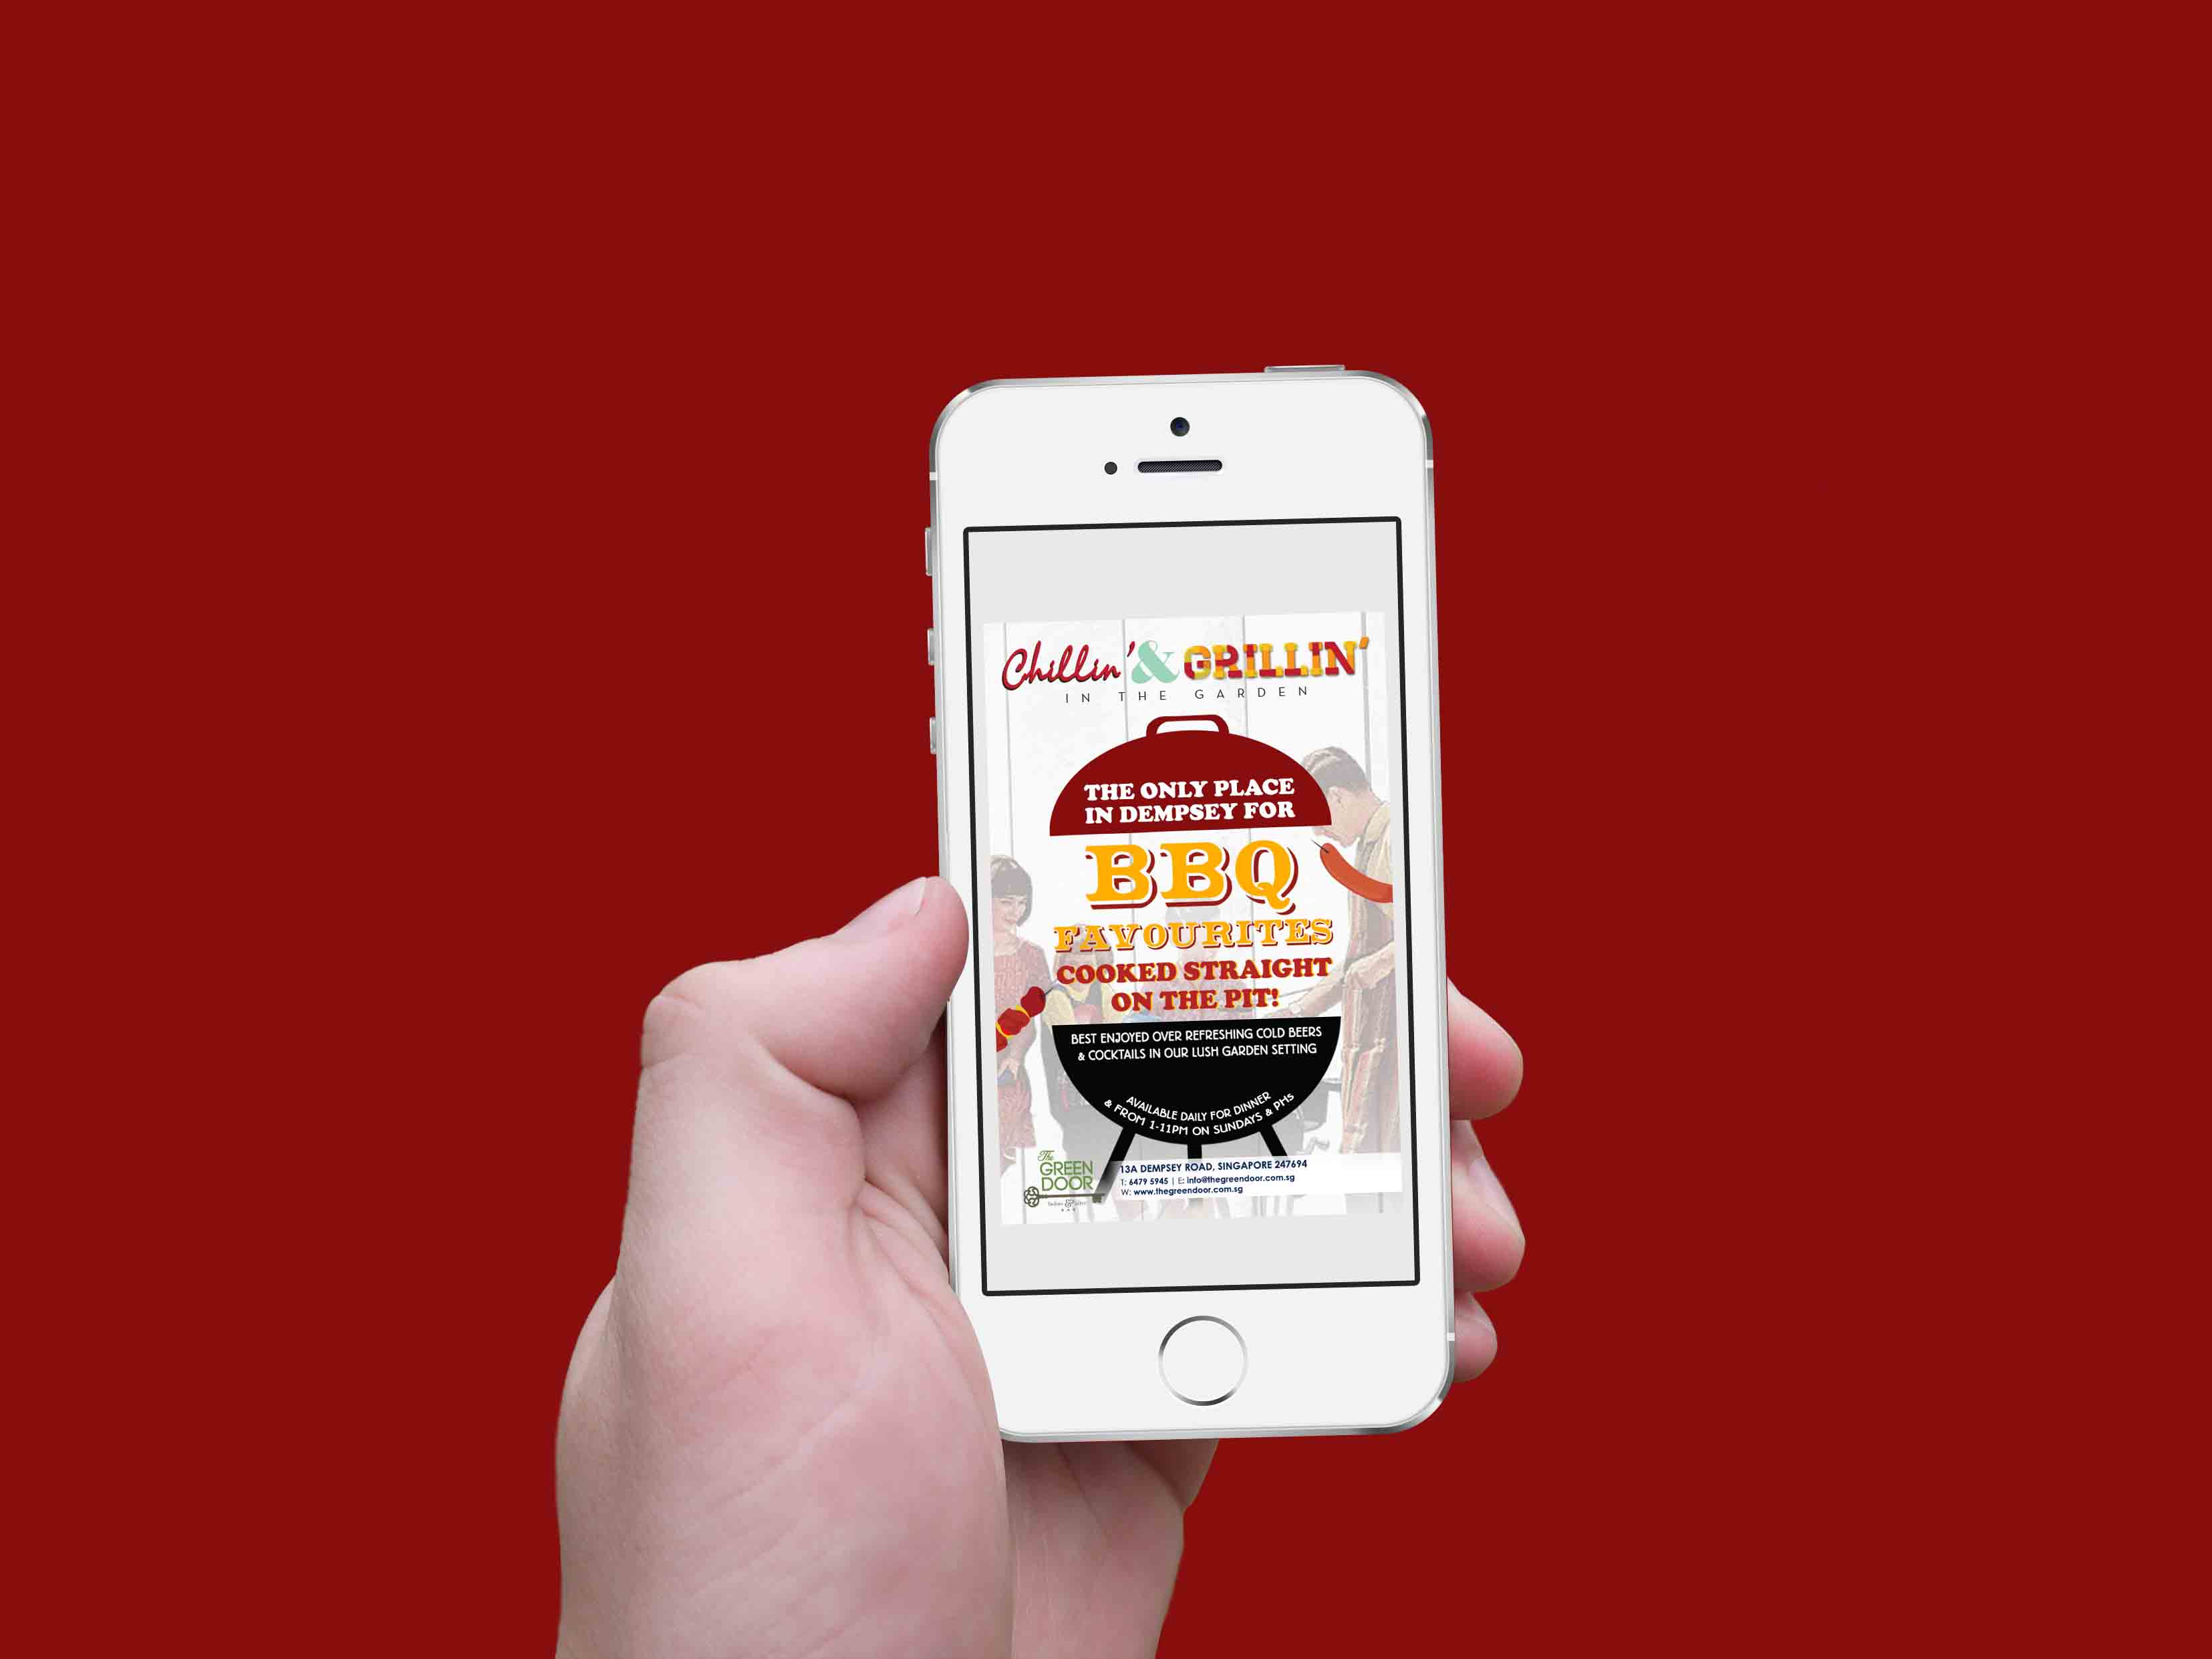 Chillin' & GRILLIN'
IN THE GARDEN
THE ONLY PLACE
IN DEMPSEY FOR
BBQ
FAVOURITES
COOKED STRAIGHT
ON THE PIT!
BEST ENJOYED OVER REFRESHING COLD BEERS
& COCKTAILS IN OUR LUSH GARDEN SETTING
AVAILABLE DAILY FOR DINNER
& FROM 1-11PM ON SUNDAYS & PHs
The
GREEN
DOOR
&
BAR
13A DEMPSEY ROAD, SINGAPORE 247694
T: 6479 5945 | E: info@thegreendoor.com.sg
W: www.thegreendoor.com.sg